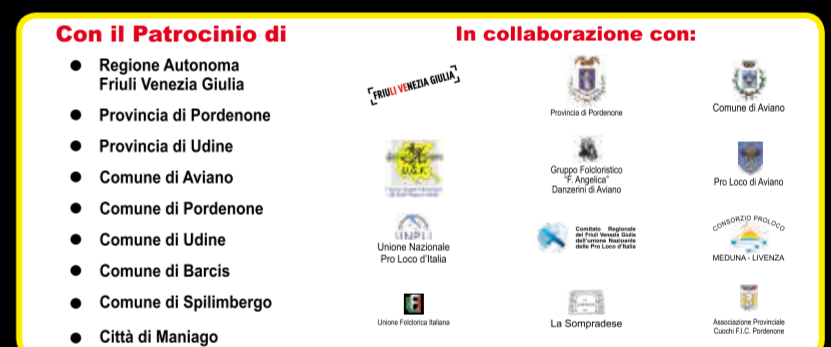 Con il Patrocinio di
Regione Autonoma
Friuli Venezia Giulia
Provincia di Pordenone
Provincia di Udine
Comune di Aviano
Comune di Pordenone
Comune di Udine
Comune di Barcis
Comune di Spilimbergo
Città di Maniago
In collaborazione con:
FRIULI VENEZIA GIULIA
Provincia di Pordenone
Comune di Aviano
U.G.F.
Gruppo Folcloristico
"F. Angelica"
Danzerini di Aviano
Pro Loco di Aviano
UNPLI
Unione Nazionale
Pro Loco d'Italia
Comitato Regionale
del Friuli Venezia Giulia
dell'unione Nazioanle
delle Pro Loco d'Italia
CONSORZIO PROLOCO
MEDUNA - LIVENZA
F
Unione Folclorica Italiana
La Sompradese
Associazione Provinciale
Cuochi F.I.C. Pordenone